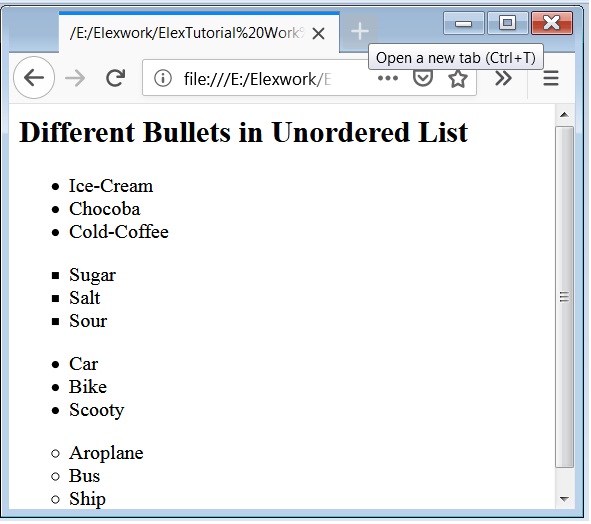 /E:/Elexwork/ElexTutorial%20Work%
Open a new tab (Ctrl+T)
file:///E:/Elexwork/E
Different Bullets in Unordered List
Ice-Cream
Chocoba
Cold-Coffee
Sugar
Salt
Sour
Car
Bike
Scooty
Aroplane
Bus
Ship